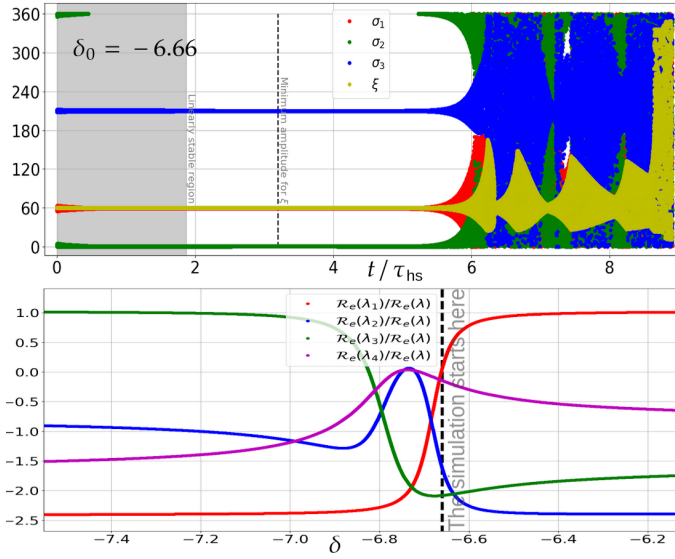 360
300
240
180
120
60
0
δ₀ = −6.66
σ₁
σ₂
σ₃
ξ
Linearly stable
region
Minimum amplitude for ξ
0
2
4
6
8
t / τhs
1.0
0.5
0.0
−0.5
−1.0
−1.5
−2.0
−2.5
ℛe(λ₁)/ℛe(λ)
ℛe(λ₂)/ℛe(λ)
ℛe(λ₃)/ℛe(λ)
ℛe(λ₄)/ℛe(λ)
The simulation starts here
−7.4
−7.2
−7.0
−6.8
−6.6
−6.4
−6.2
δ